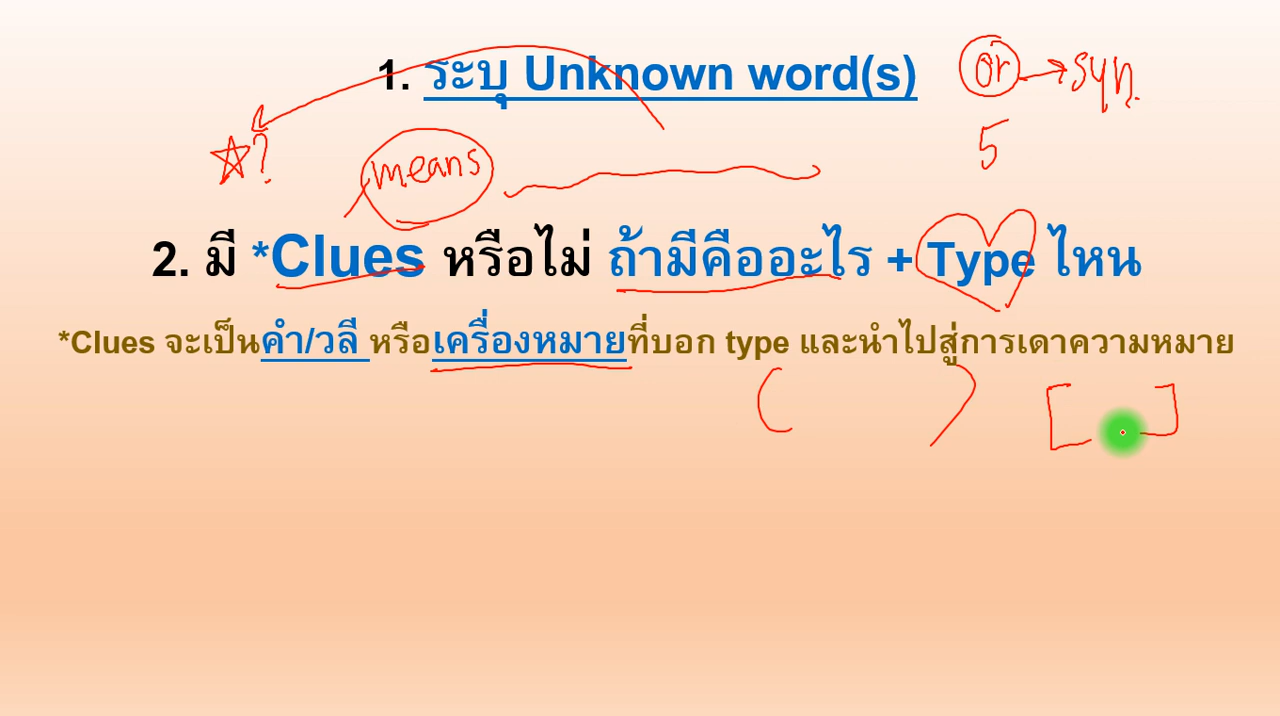 1. ระบุ Unknown word(s)
or → syn.
5
☆?
means
2. มี *Clues หรือไม่ ถ้ามีคืออะไร + Type ไหน
*Clues จะเป็นคำ/วลี หรือเครื่องหมายที่บอก type และนำไปสู่การเดาความหมาย
( ) [ ]